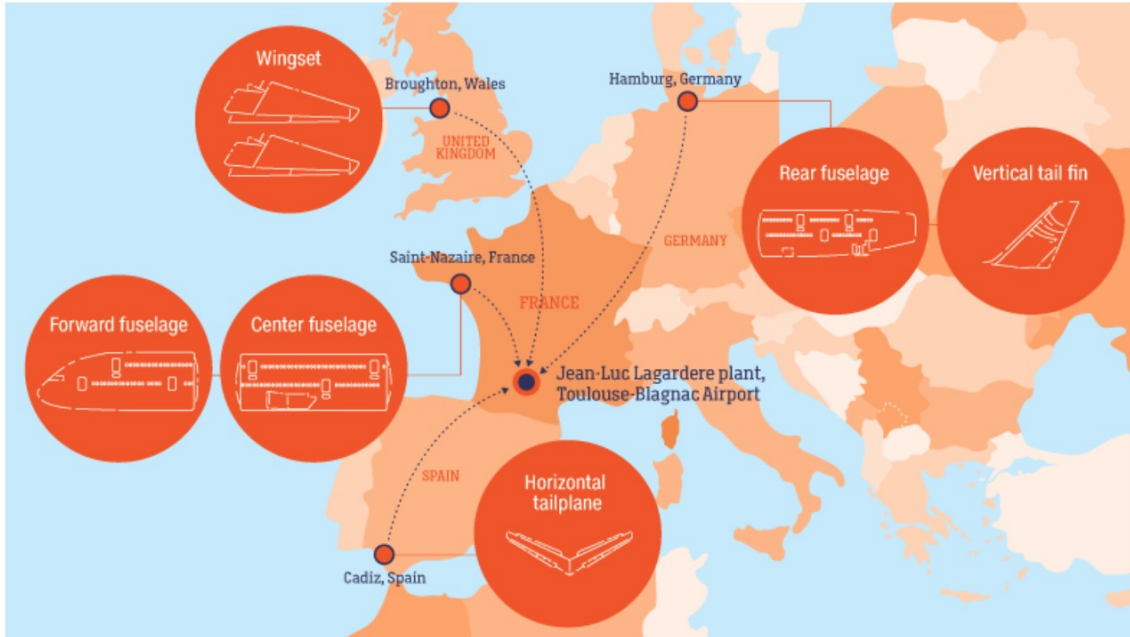 Wingset
Broughton, Wales
Hamburg, Germany
UNITED
KINGDOM
Rear fuselage
Vertical tail fin
GERMANY
Saint-Nazaire, France
FRANCE
Forward fuselage
Center fuselage
Jean-Luc Lagardere plant,
Toulouse-Blagnac Airport
SPAIN
Horizontal
tailplane
Cadiz, Spain